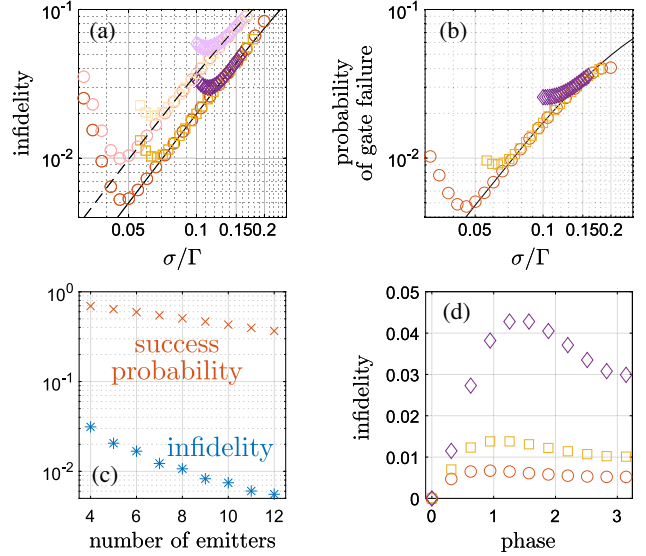 (a)
infidelity
10^-1
10^-2
0.05
0.1
0.15
0.2
σ/Γ
(b)
probability
of gate failure
10^-1
10^-2
0.05
0.1
0.15
0.2
σ/Γ
10^0
10^-1
10^-2
success
probability
infidelity
(c)
4
6
8
10
12
number of emitters
(d)
infidelity
0.05
0.04
0.03
0.02
0.01
0.00
0
1
2
3
phase